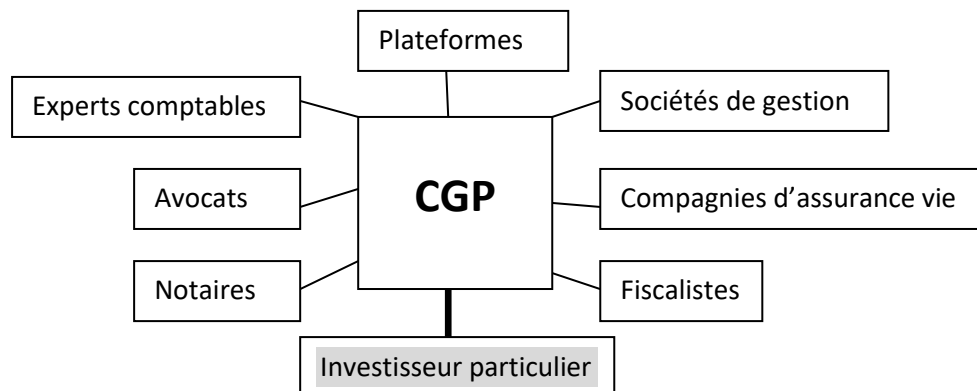 Plateformes
Experts comptables
Sociétés de gestion
Avocats
CGP
Compagnies d’assurance vie
Notaires
Fiscalistes
Investisseur particulier